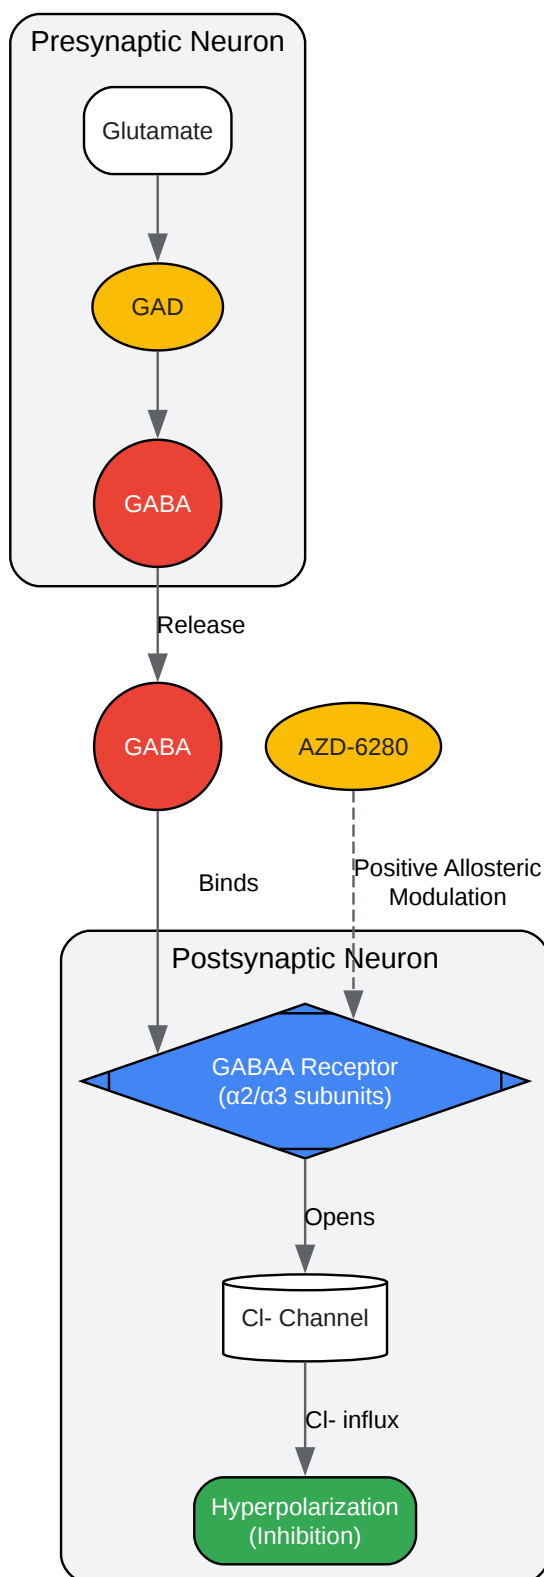 Presynaptic Neuron
Glutamate
GAD
GABA
Release
GABA
AZD-6280
Binds
Positive Allosteric
Modulation
Postsynaptic Neuron
GABAA Receptor
(α2/α3 subunits)
Opens
Cl- Channel
Cl- influx
Hyperpolarization
(Inhibition)